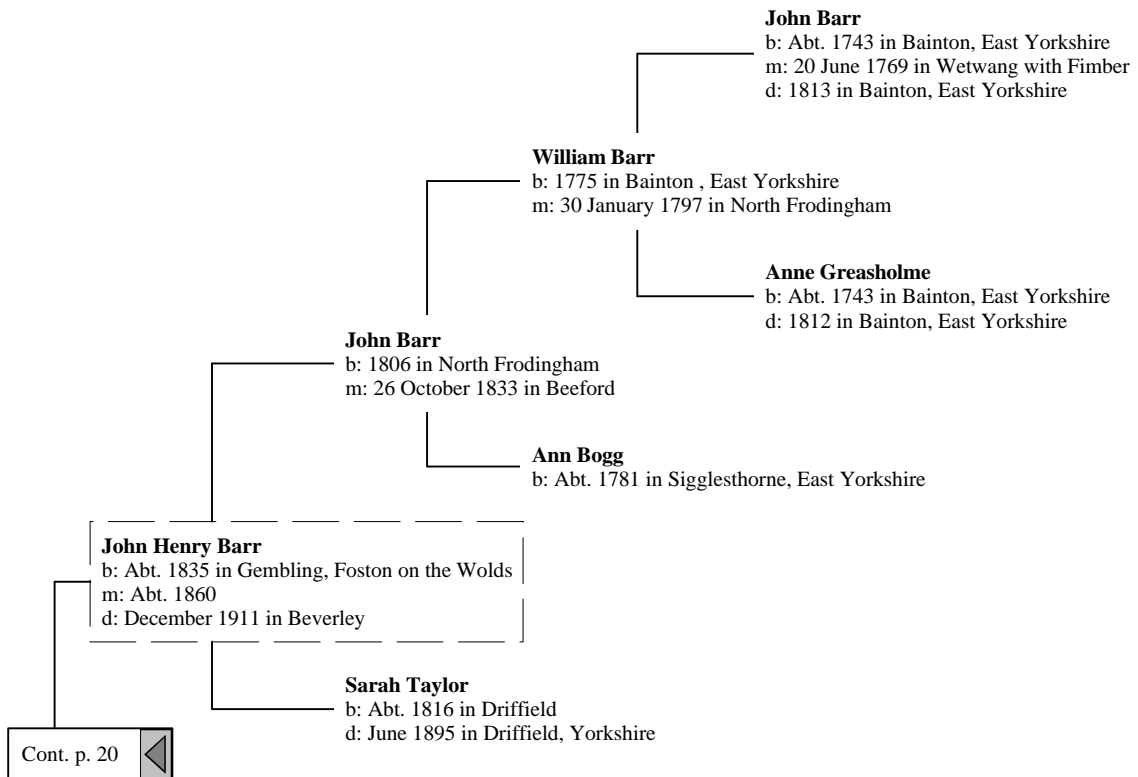 John Barr
b: Abt. 1743 in Bainton, East Yorkshire
m: 20 June 1769 in Wetwang with Fimber
d: 1813 in Bainton, East Yorkshire
William Barr
b: 1775 in Bainton , East Yorkshire
m: 30 January 1797 in North Frodingham
Anne Greasholme
b: Abt. 1743 in Bainton, East Yorkshire
d: 1812 in Bainton, East Yorkshire
John Barr
b: 1806 in North Frodingham
m: 26 October 1833 in Beeford
Ann Bogg
b: Abt. 1781 in Sigglesthorne, East Yorkshire
John Henry Barr
b: Abt. 1835 in Gembling, Foston on the Wolds
m: Abt. 1860
d: December 1911 in Beverley
Sarah Taylor
b: Abt. 1816 in Driffield
d: June 1895 in Driffield, Yorkshire
Cont. p. 20